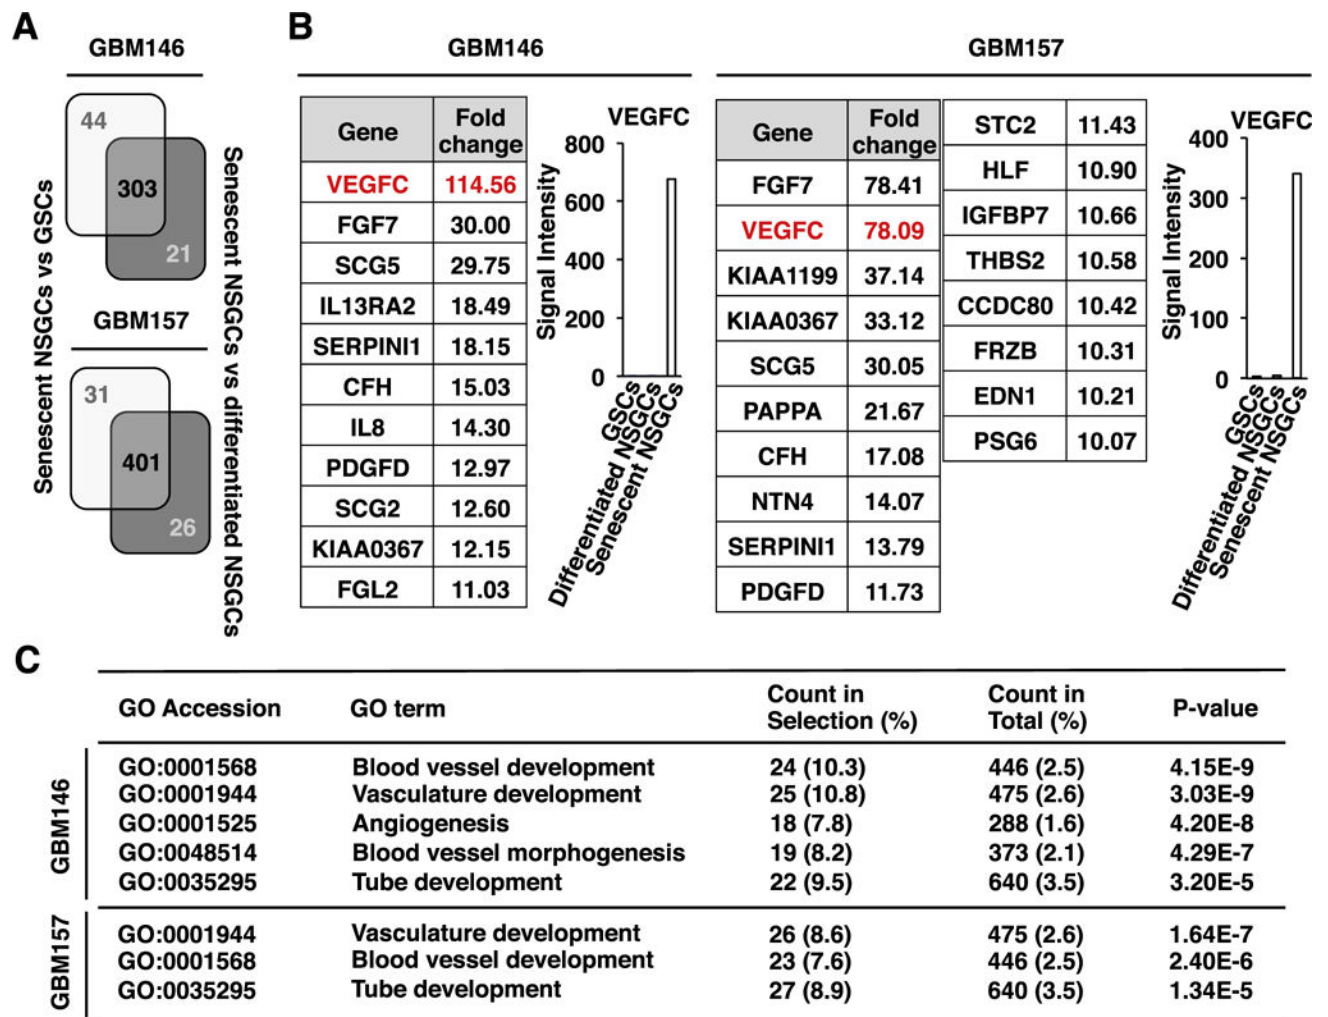 A
GBM146
44
303
21
GBM157
31
401
26
Senescent NSGCs vs GSCs
Senescent NSGCs vs differentiated NSGCs
B
GBM146
Gene Fold change
VEGFC 114.56
FGF7 30.00
SCG5 29.75
IL13RA2 18.49
SERPINI1 18.15
CFH 15.03
IL8 14.30
PDGFD 12.97
SCG2 12.60
KIAA0367 12.15
FGL2 11.03
VEGFC
Signal Intensity
800
600
400
200
0
GSCs
Differentiated NSGCs
Senescent NSGCs
GBM157
Gene Fold change
FGF7 78.41
VEGFC 78.09
KIAA1199 37.14
KIAA0367 33.12
SCG5 30.05
PAPPA 21.67
CFH 17.08
NTN4 14.07
SERPINI1 13.79
PDGFD 11.73
STC2 11.43
HLF 10.90
IGFBP7 10.66
THBS2 10.58
CCDC80 10.42
FRZB 10.31
EDN1 10.21
PSG6 10.07
VEGFC
Signal Intensity
400
300
200
100
0
GSCs
Differentiated NSGCs
Senescent NSGCs
C
GO Accession GO term Count in Selection (%) Count in Total (%) P-value
GBM146
GO:0001568 Blood vessel development 24 (10.3) 446 (2.5) 4.15E-9
GO:0001944 Vasculature development 25 (10.8) 475 (2.6) 3.03E-9
GO:0001525 Angiogenesis 18 (7.8) 288 (1.6) 4.20E-8
GO:0048514 Blood vessel morphogenesis 19 (8.2) 373 (2.1) 4.29E-7
GO:0035295 Tube development 22 (9.5) 640 (3.5) 3.20E-5
GBM157
GO:0001944 Vasculature development 26 (8.6) 475 (2.6) 1.64E-7
GO:0001568 Blood vessel development 23 (7.6) 446 (2.5) 2.40E-6
GO:0035295 Tube development 27 (8.9) 640 (3.5) 1.34E-5